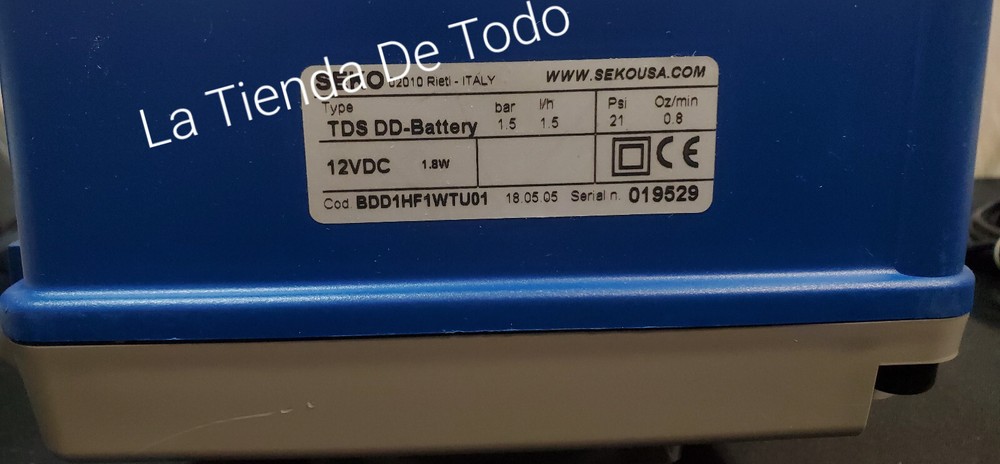 La Tienda De Todo
SEKO 02010 Rieti - ITALY WWW.SEKOUSA.COM
Type bar l/h Psi Oz/min
TDS DD-Battery 1.5 1.5 21 0.8
12VDC 1.8W CE
Cod. BDD1HF1WTU01 18.05.05 Serial n. 019529